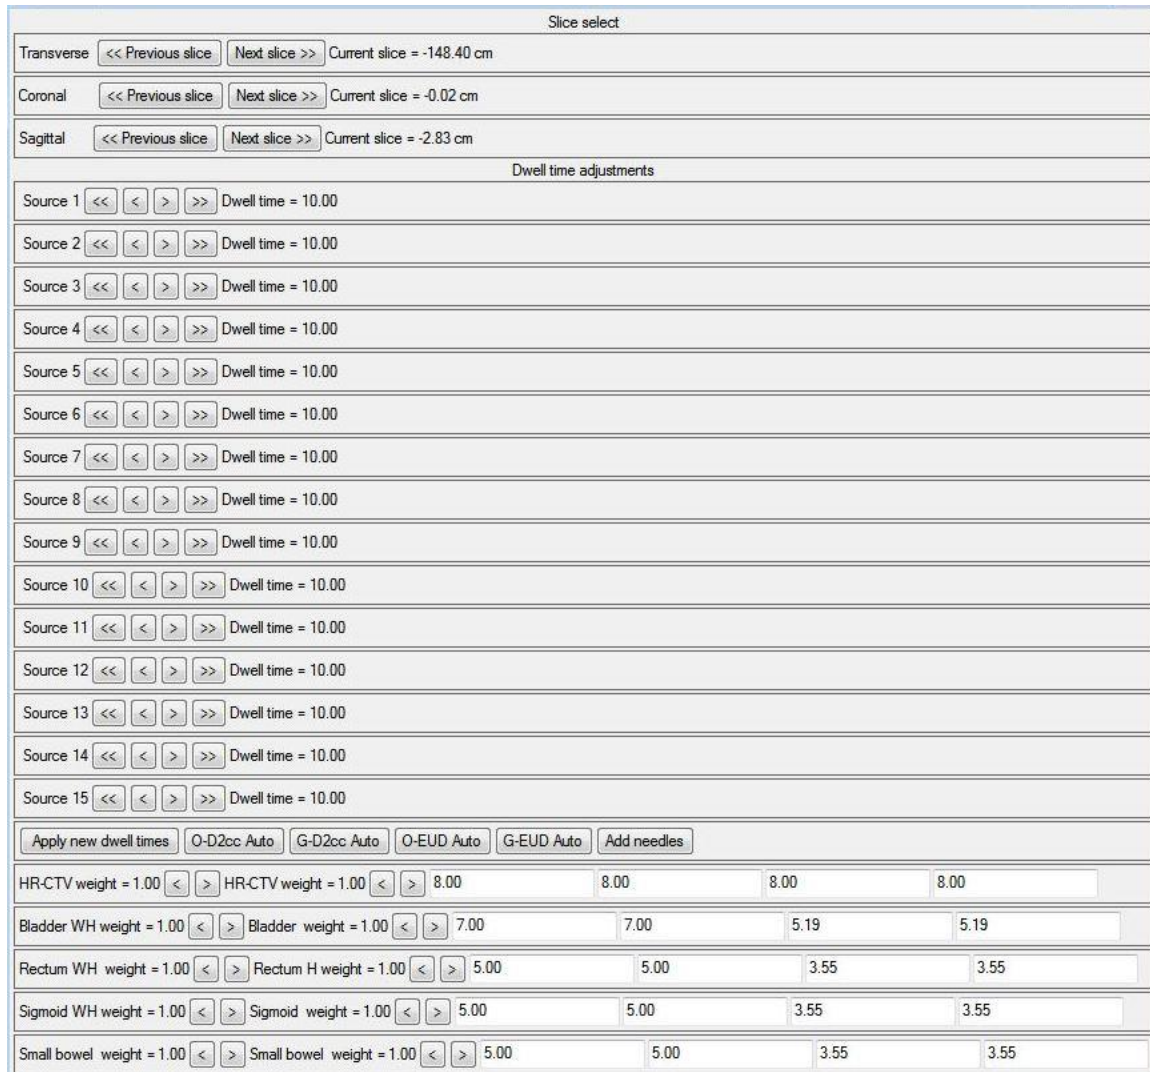 Slice select
Transverse << Previous slice Next slice >> Current slice = -148.40 cm
Coronal << Previous slice Next slice >> Current slice = -0.02 cm
Sagittal << Previous slice Next slice >> Current slice = -2.83 cm
Dwell time adjustments
Source 1 << < > >> Dwell time = 10.00
Source 2 << < > >> Dwell time = 10.00
Source 3 << < > >> Dwell time = 10.00
Source 4 << < > >> Dwell time = 10.00
Source 5 << < > >> Dwell time = 10.00
Source 6 << < > >> Dwell time = 10.00
Source 7 << < > >> Dwell time = 10.00
Source 8 << < > >> Dwell time = 10.00
Source 9 << < > >> Dwell time = 10.00
Source 10 << < > >> Dwell time = 10.00
Source 11 << < > >> Dwell time = 10.00
Source 12 << < > >> Dwell time = 10.00
Source 13 << < > >> Dwell time = 10.00
Source 14 << < > >> Dwell time = 10.00
Source 15 << < > >> Dwell time = 10.00
Apply new dwell times O-D2cc Auto G-D2cc Auto O-EUD Auto G-EUD Auto Add needles
HR-CTV weight = 1.00 < > HR-CTV weight = 1.00 < > 8.00 8.00 8.00 8.00
Bladder WH weight = 1.00 < > Bladder weight = 1.00 < > 7.00 7.00 5.19 5.19
Rectum WH weight = 1.00 < > Rectum H weight = 1.00 < > 5.00 5.00 3.55 3.55
Sigmoid WH weight = 1.00 < > Sigmoid weight = 1.00 < > 5.00 5.00 3.55 3.55
Small bowel weight = 1.00 < > Small bowel weight = 1.00 < > 5.00 5.00 3.55 3.55